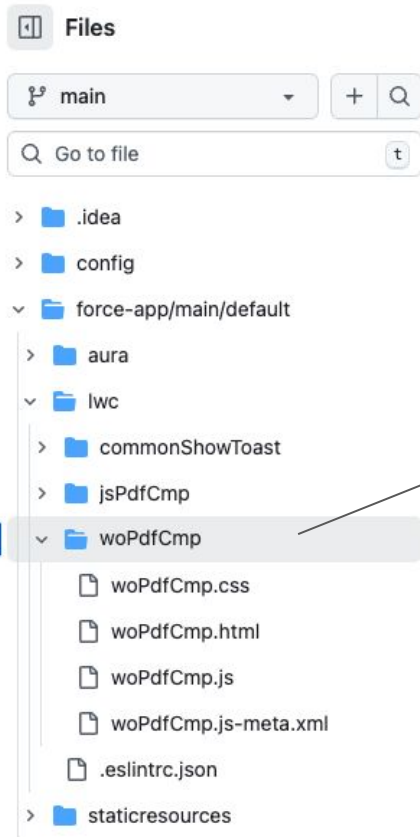 Files
main
Go to file
t
.idea
config
force-app/main/default
aura
lwc
commonShowToast
jsPdfCmp
woPdfCmp
woPdfCmp.css
woPdfCmp.html
woPdfCmp.js
woPdfCmp.js-meta.xml
.eslintrc.json
staticresources